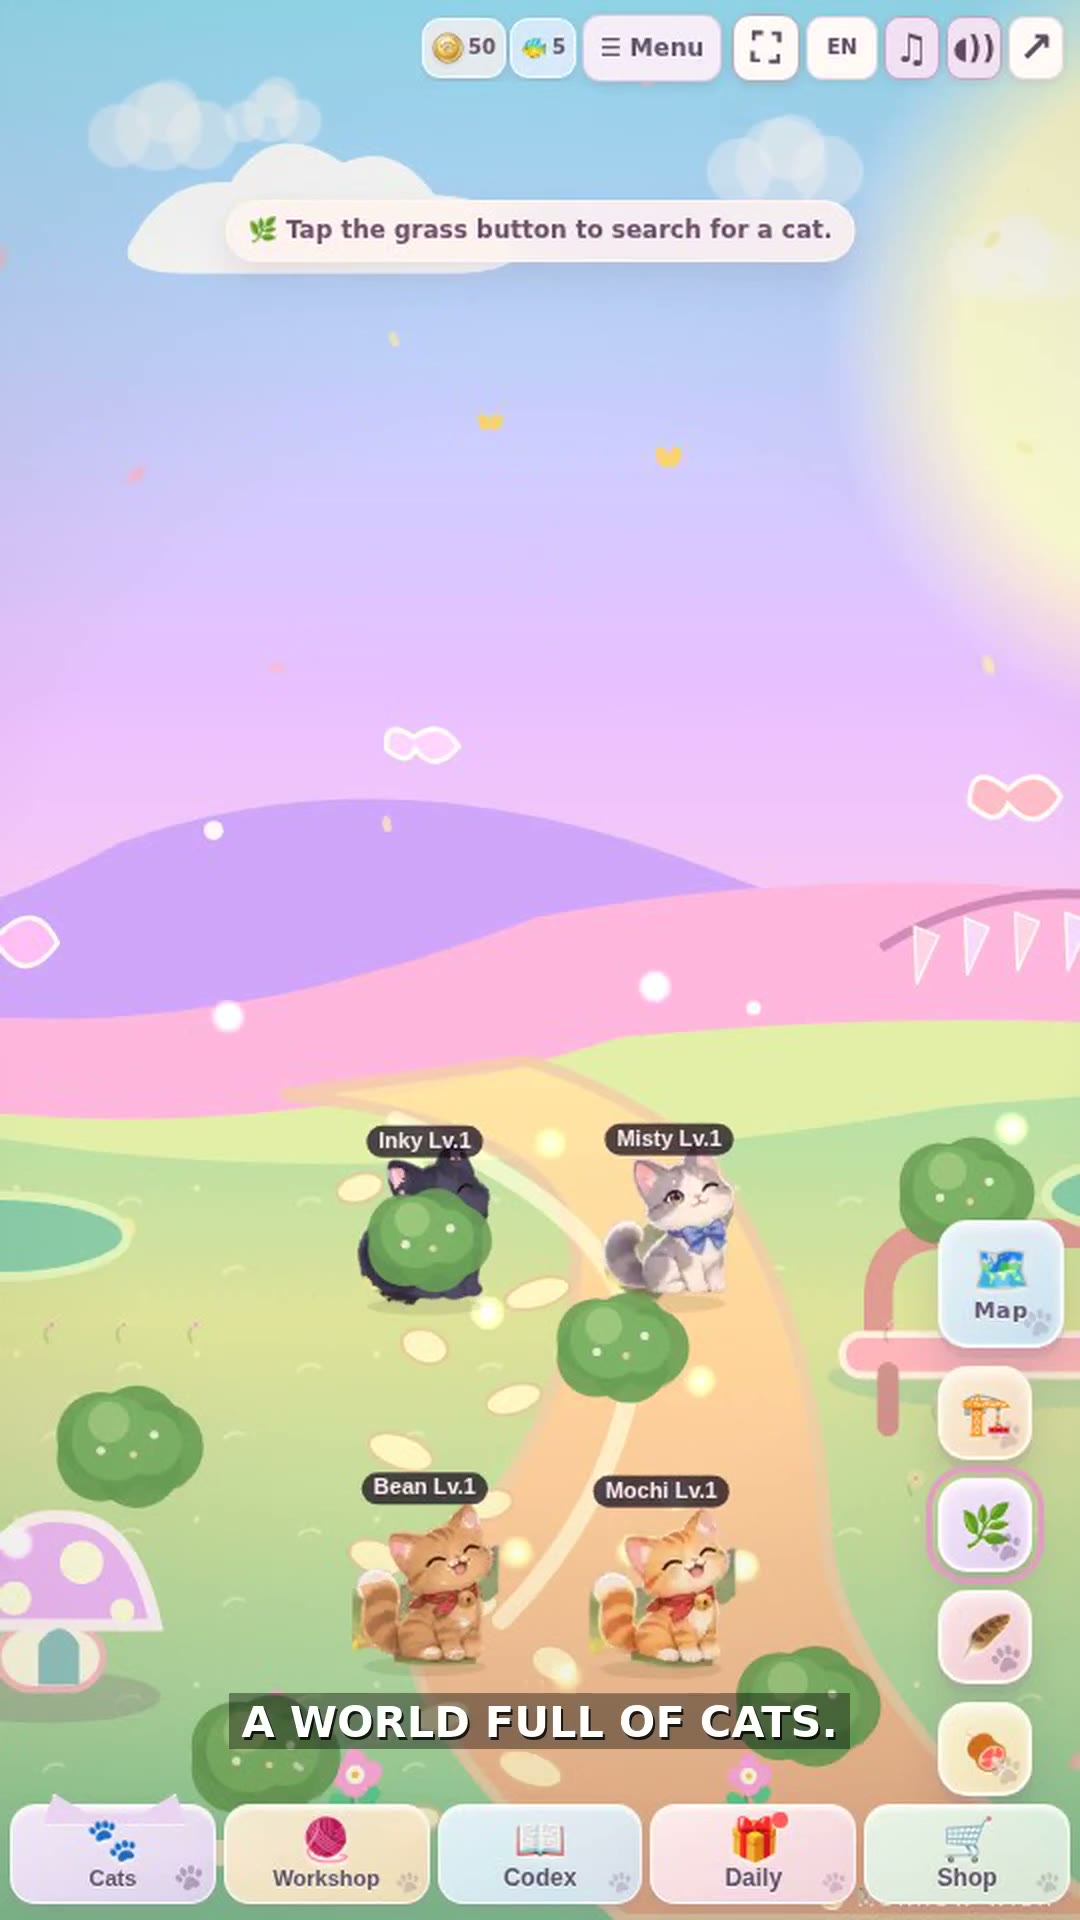 50
5
☰ Menu
EN
Tap the grass button to search for a cat.
Inky Lv.1
Misty Lv.1
Map
Bean Lv.1
Mochi Lv.1
A WORLD FULL OF CATS.
Cats
Workshop
Codex
Daily
Shop